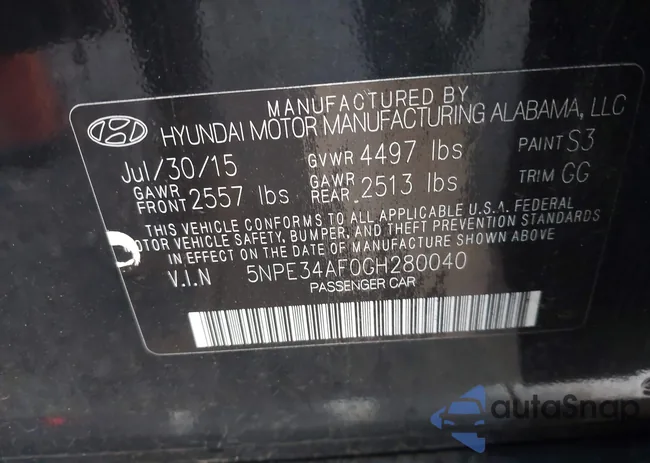 MANUFACTURED BY
HYUNDAI MOTOR MANUFACTURING ALABAMA, LLC
Jul/30/15 GVWR 4497 lbs PAINT S3
GAWR FRONT 2557 lbs GAWR REAR 2513 lbs TRIM GG
THIS VEHICLE CONFORMS TO ALL APPLICABLE U.S.A. FEDERAL
MOTOR VEHICLE SAFETY, BUMPER, AND THEFT PREVENTION STANDARDS
IN EFFECT ON THE DATE OF MANUFACTURE SHOWN ABOVE.
V.I.N 5NPE34AF0GH280040
PASSENGER CAR
autoSnap